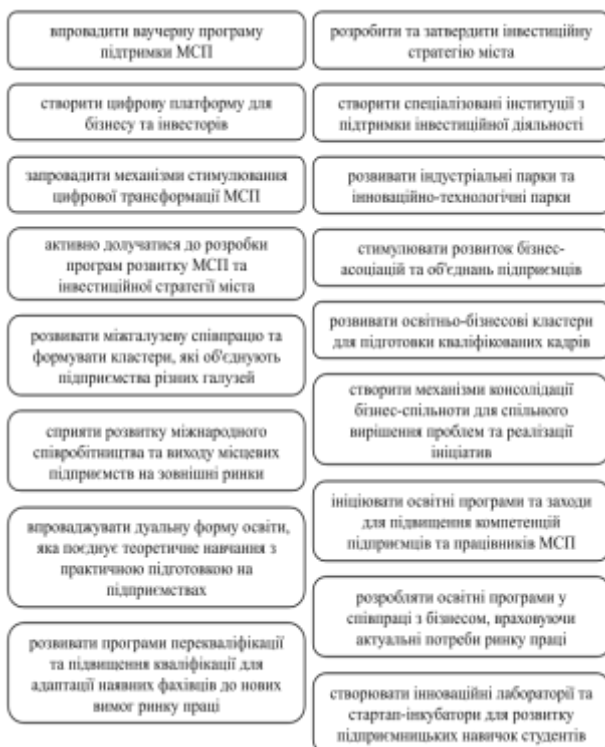 впровадити ваучерну програму
підтримки МСП
створити цифрову платформу для
бізнесу та інвесторів
запровадити механізми стимулювання
цифрової трансформації МСП
активно долучатися до розробки
програм розвитку МСП та
інвестиційної стратегії міста
розвивати міжгалузеву співпрацю та
формувати кластери, які об'єднують
підприємства різних галузей
сприяти розвитку міжнародного
співробітництва та виходу місцевих
підприємств на зовнішні ринки
впроваджувати дуальну форму освіти,
яка поєднує теоретичне навчання з
практичною підготовкою на
підприємствах
розвивати програми перекваліфікації
та підвищення кваліфікації для
адаптації наявних фахівців до нових
вимог ринку праці
розробити та затвердити інвестиційну
стратегію міста
створити спеціалізовані інституції з
підтримки інвестиційної діяльності
розвивати індустріальні парки та
інноваційно-технологічні парки
стимулювати розвиток бізнес-
асоціацій та об'єднань підприємців
розвивати освітньо-бізнесові кластери
для підготовки кваліфікованих кадрів
створити механізми консолідації
бізнес-спільноти для спільного
вирішення проблем та реалізації
ініціатив
ініціювати освітні програми та заходи
для підвищення компетенцій
підприємців та працівників МСП
розробляти освітні програми у
співпраці з бізнесом, враховуючи
актуальні потреби ринку праці
створювати інноваційні лабораторії та
стартап-інкубатори для розвитку
підприємницьких навичок студентів